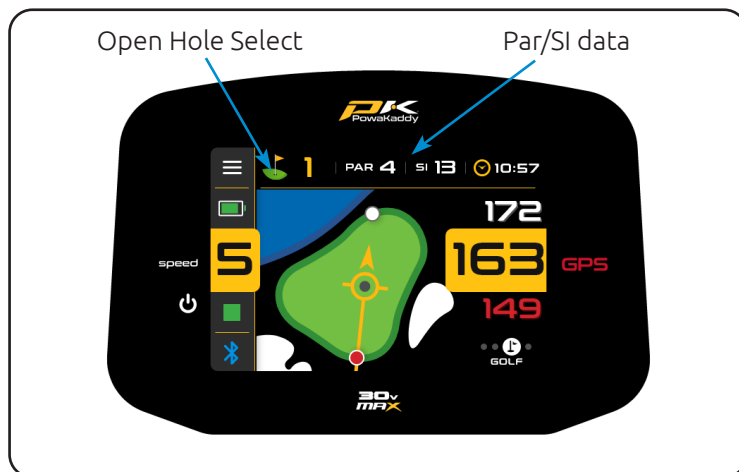 Open Hole Select
Par/SI data
PK
PowaKaddy
1 PAR 4 SI 13 10:57
172
speed 5 163 GPS
149
GOLF
30v
MAX